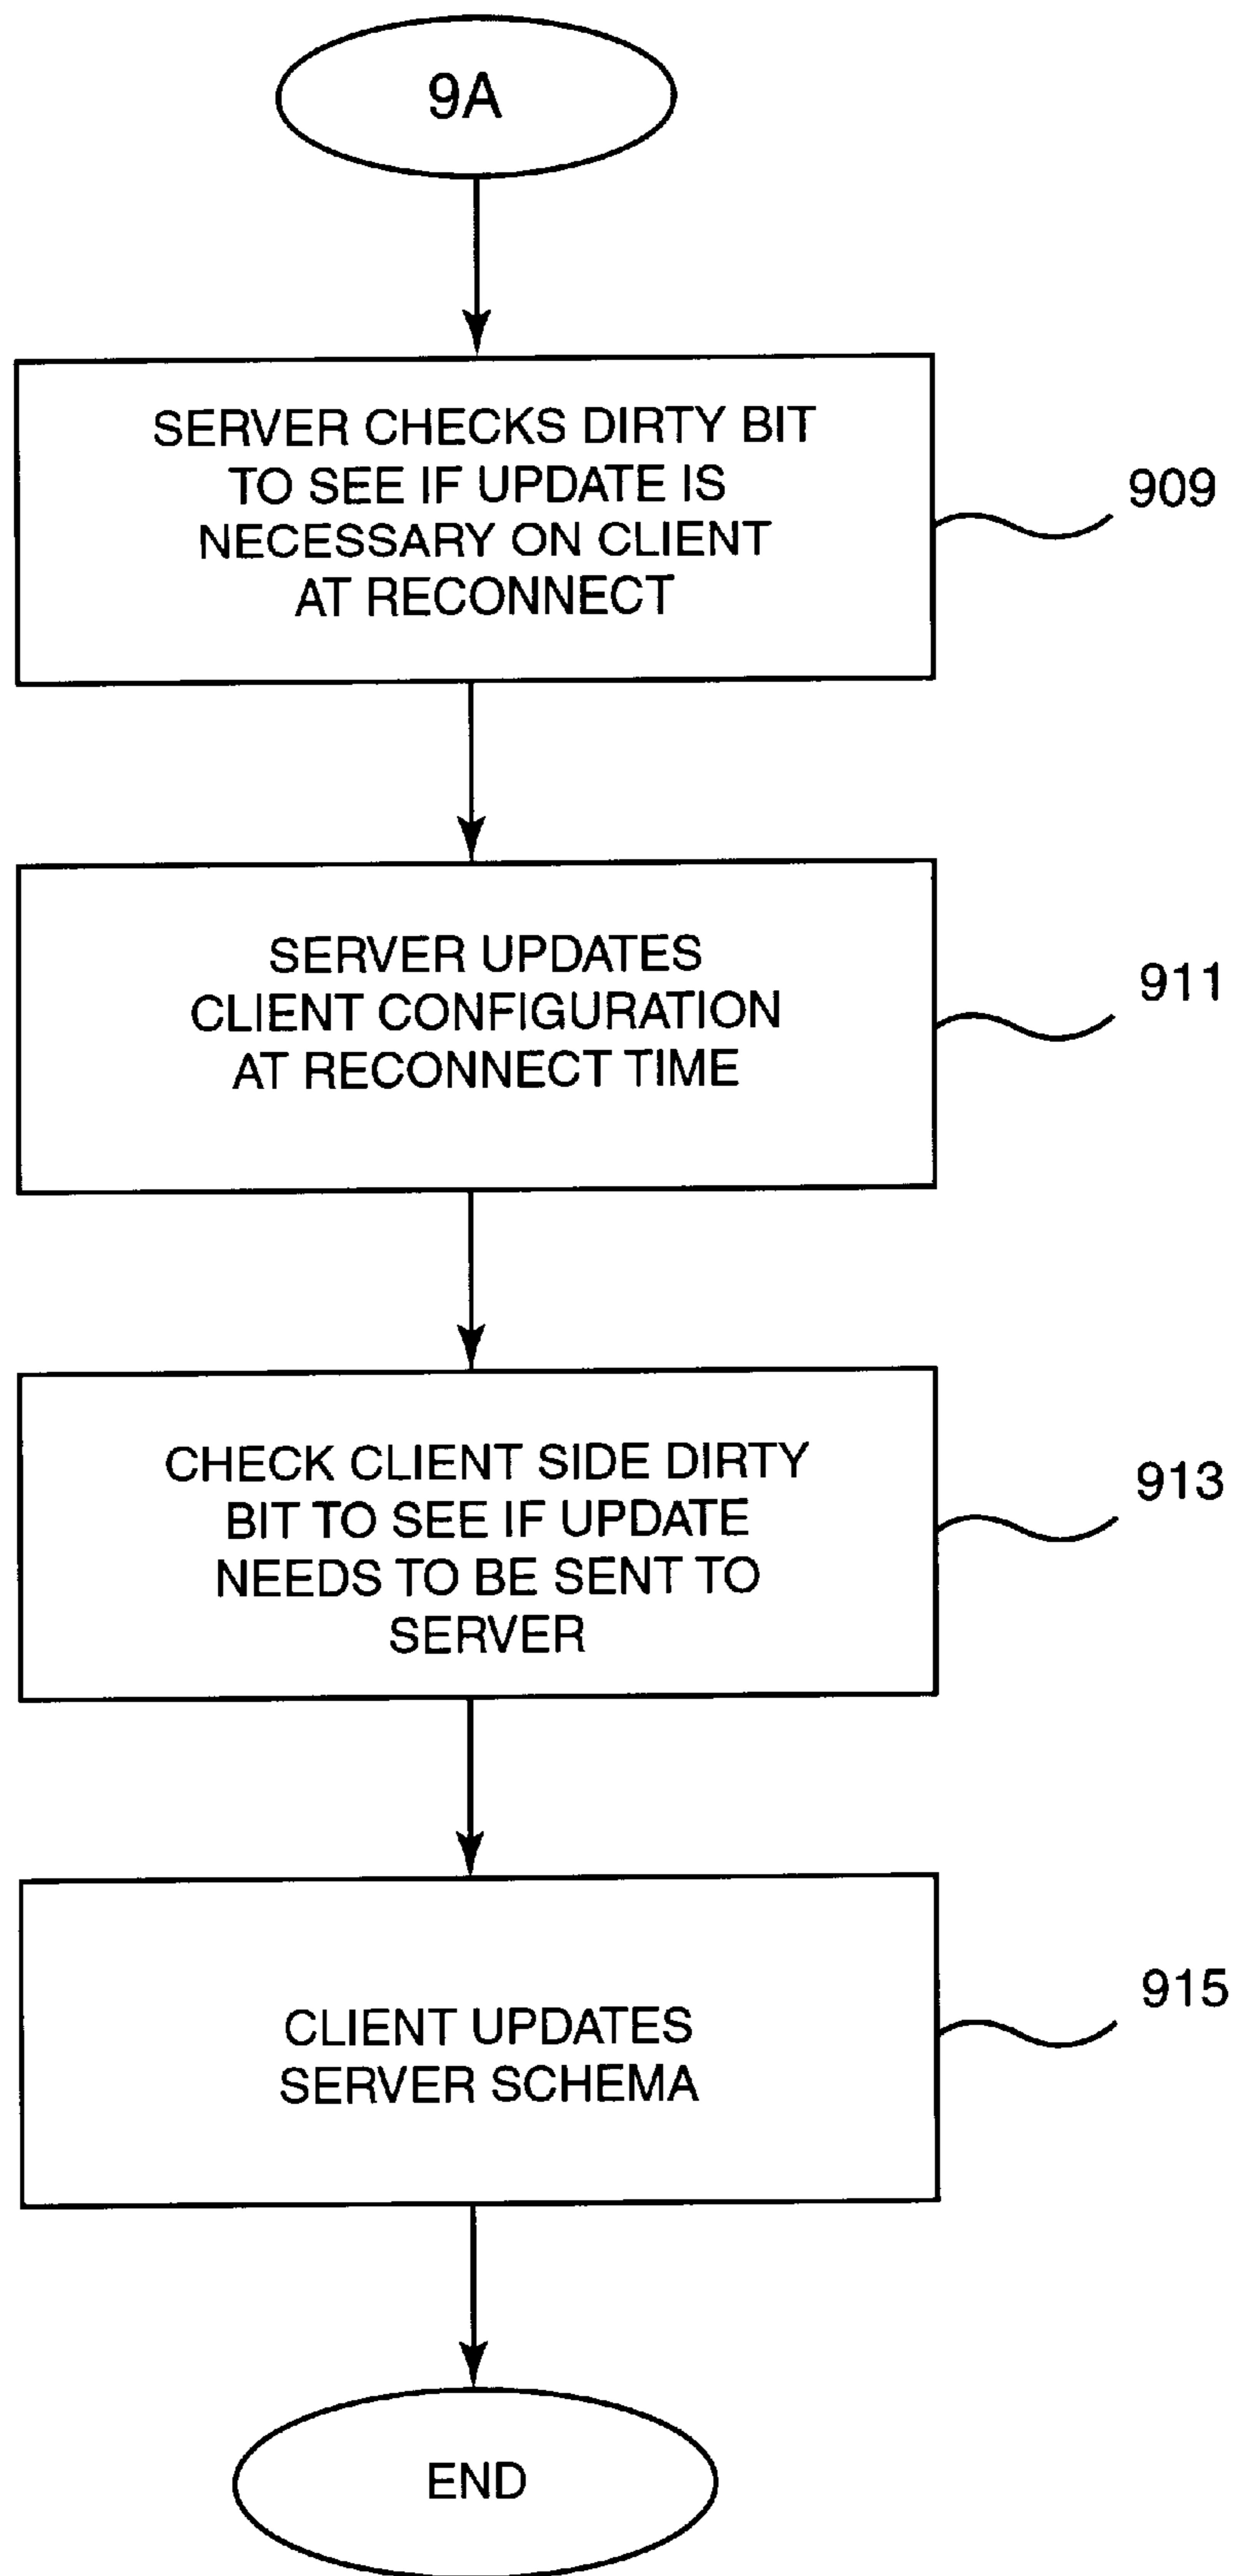 9A
SERVER CHECKS DIRTY BIT
TO SEE IF UPDATE IS
NECESSARY ON CLIENT
AT RECONNECT
909
SERVER UPDATES
CLIENT CONFIGURATION
AT RECONNECT TIME
911
CHECK CLIENT SIDE DIRTY
BIT TO SEE IF UPDATE
NEEDS TO BE SENT TO
SERVER
913
CLIENT UPDATES
SERVER SCHEMA
915
END